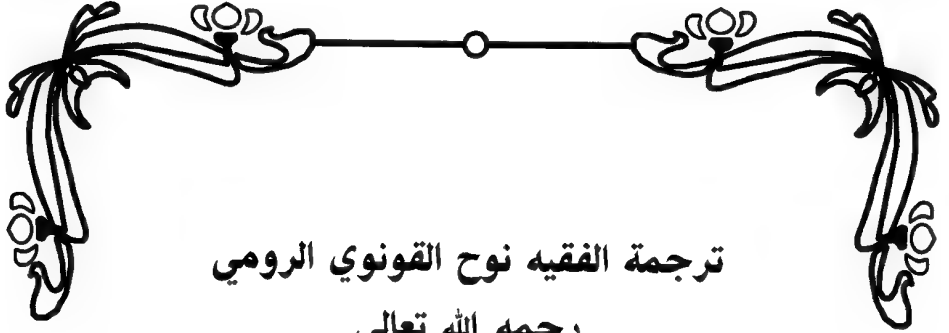 ترجمة الفقيه نوح القونوي الرومي
رحمه الله تعالى